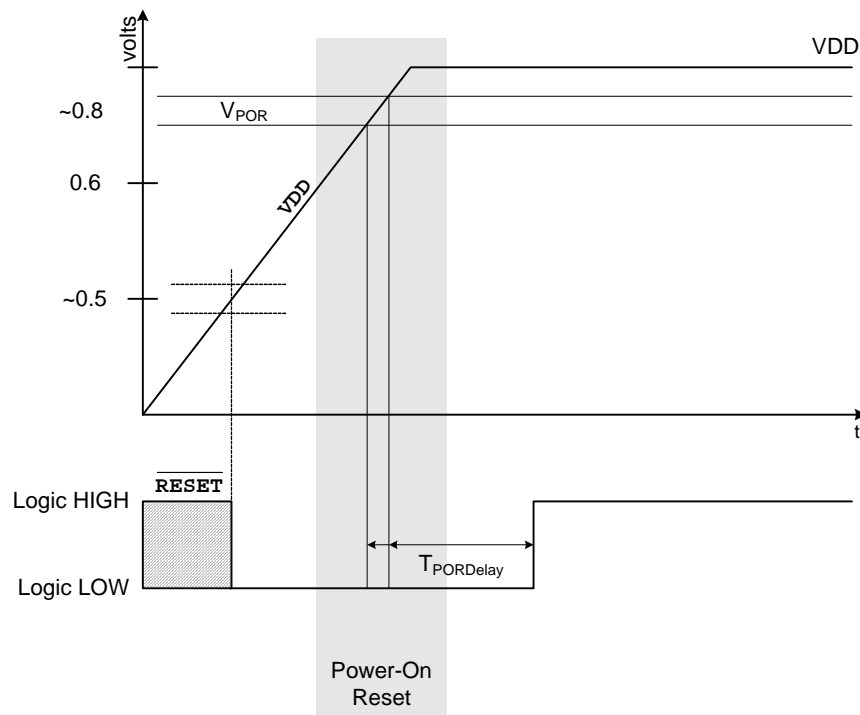 volts
VDD
~0.8
VPOR
0.6
VDD
~0.5
t
RESET
Logic HIGH
TPORDelay
Logic LOW
Power-On
Reset